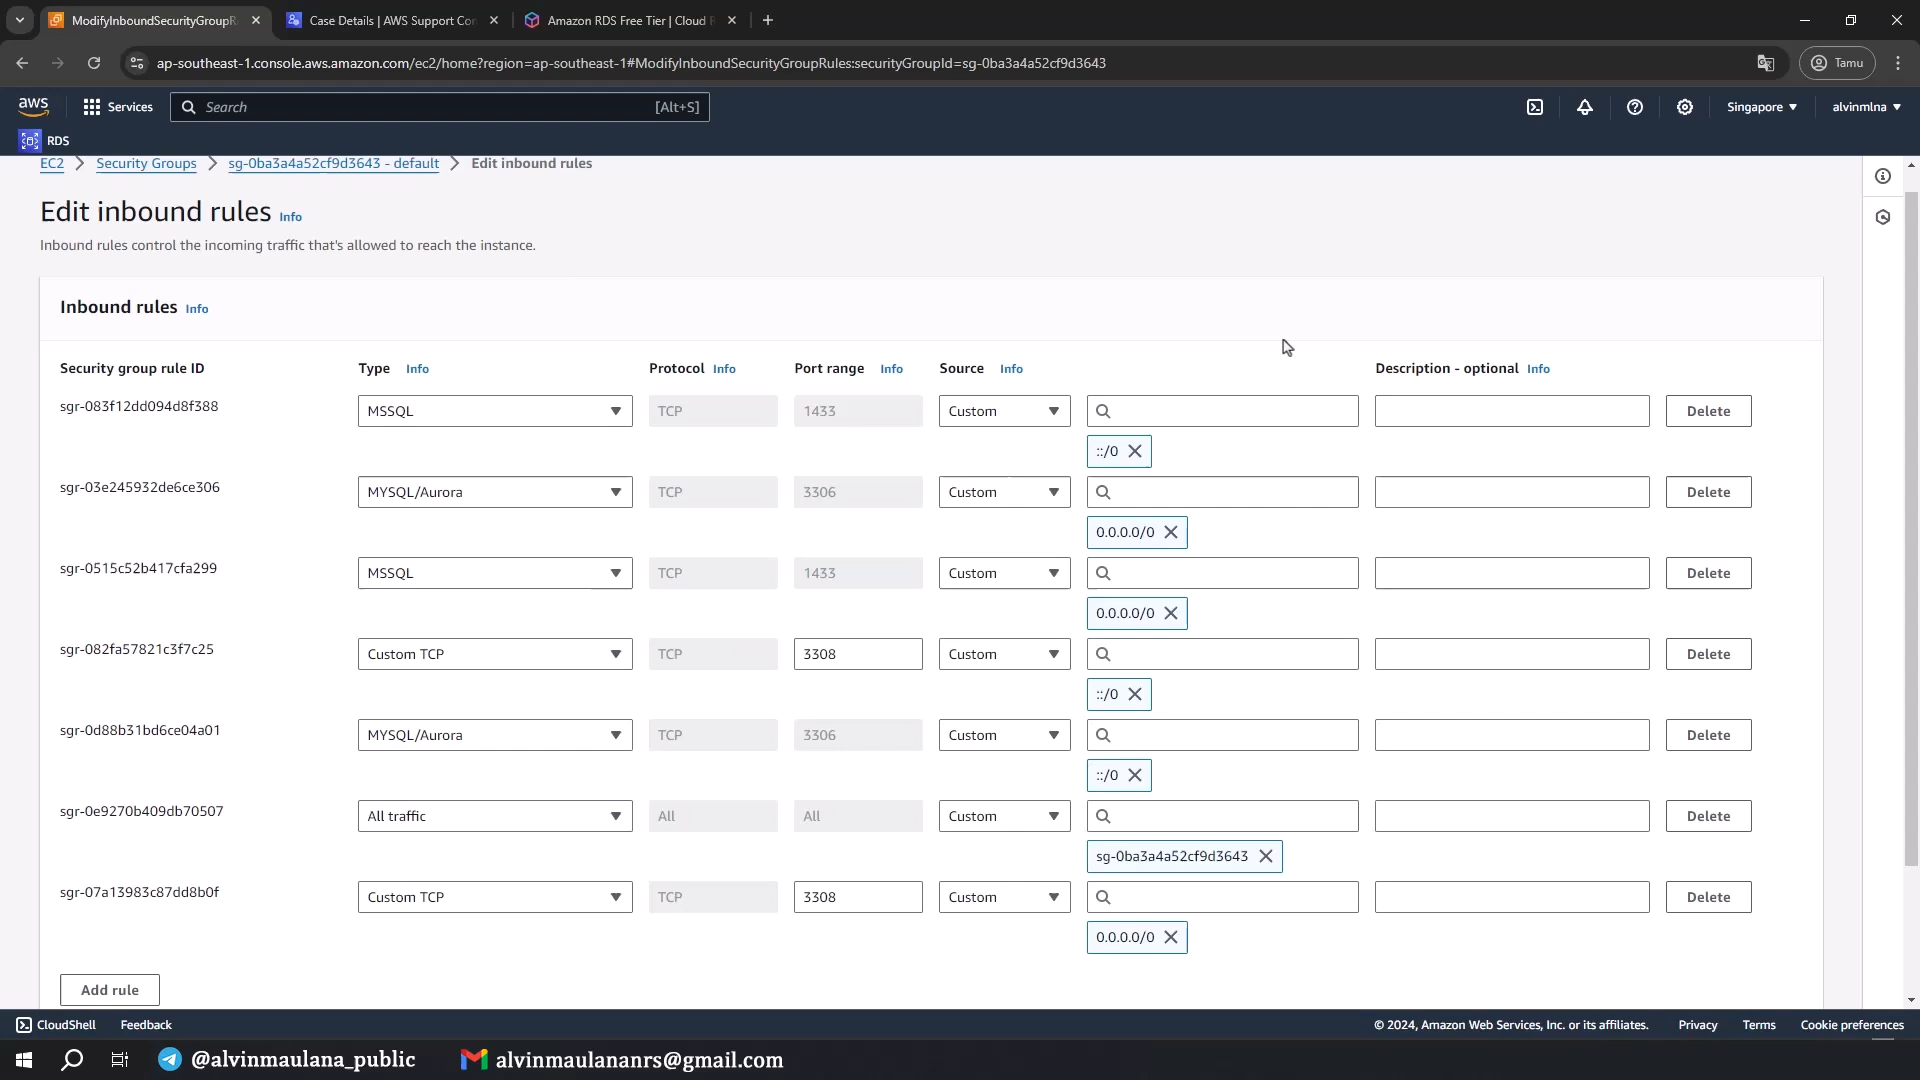 ModifyInboundSecurityGroupR
Case Details | AWS Support Con
Amazon RDS Free Tier | Cloud R
ap-southeast-1.console.aws.amazon.com/ec2/home?region=ap-southeast-1#ModifyInboundSecurityGroupRules:securityGroupId=sg-0ba3a4a52cf9d3643
Tamu
aws
Services
Search
[Alt+S]
Singapore
alvinmlna
RDS
EC2 > Security Groups > sg-0ba3a4a52cf9d3643 - default > Edit inbound rules
Edit inbound rules Info
Inbound rules control the incoming traffic that's allowed to reach the instance.
Inbound rules Info
Security group rule ID Type Info Protocol Info Port range Info Source Info Description - optional Info
sgr-083f12dd094d8f388 MSSQL TCP 1433 Custom Delete
::/0
sgr-03e245932de6ce306 MYSQL/Aurora TCP 3306 Custom Delete
0.0.0.0/0
sgr-0515c52b417cfa299 MSSQL TCP 1433 Custom Delete
0.0.0.0/0
sgr-082fa57821c3f7c25 Custom TCP TCP 3308 Custom Delete
::/0
sgr-0d88b31bd6ce04a01 MYSQL/Aurora TCP 3306 Custom Delete
::/0
sgr-0e9270b409db70507 All traffic All All Custom Delete
sg-0ba3a4a52cf9d3643
sgr-07a13983c87dd8b0f Custom TCP TCP 3308 Custom Delete
0.0.0.0/0
Add rule
CloudShell Feedback © 2024, Amazon Web Services, Inc. or its affiliates. Privacy Terms Cookie preferences
@alvinmaulana_public alvinmaulananrs@gmail.com